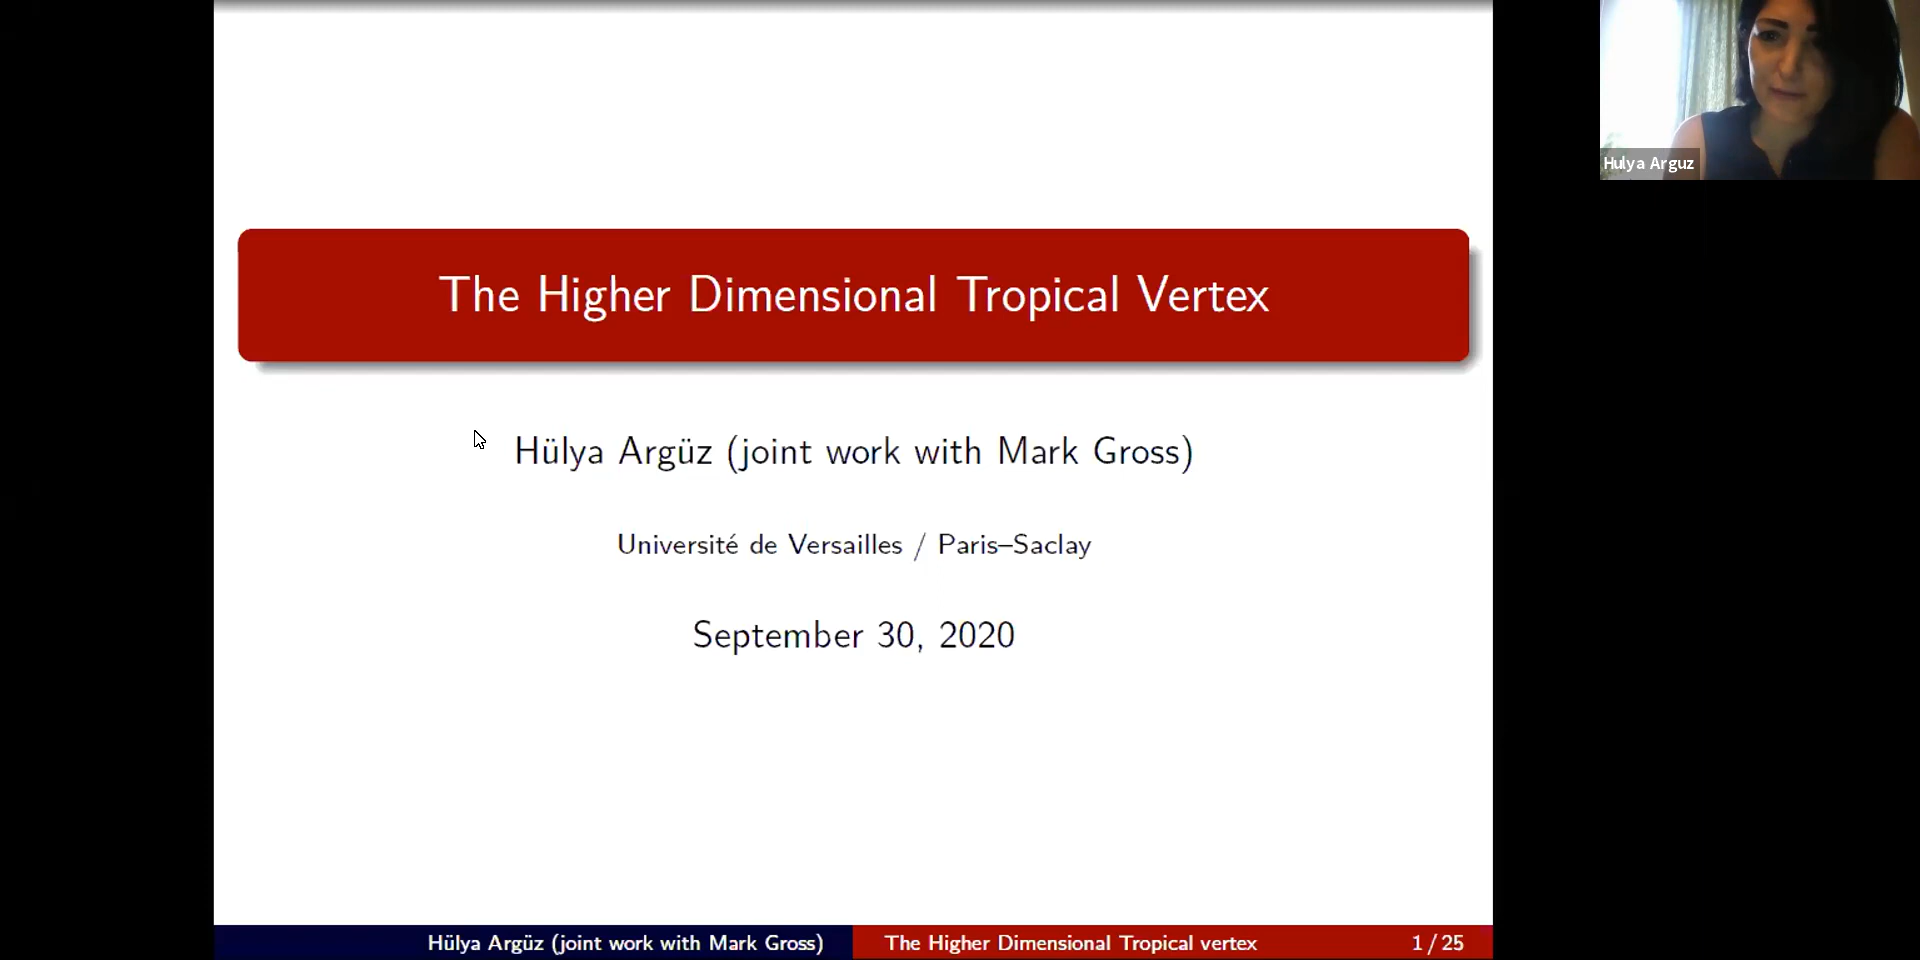 The Higher Dimensional Tropical Vertex
Hülya Argüz (joint work with Mark Gross)
Université de Versailles / Paris–Saclay
September 30, 2020
Hülya Argüz (joint work with Mark Gross)
The Higher Dimensional Tropical vertex
1 / 25
Hulya Arguz